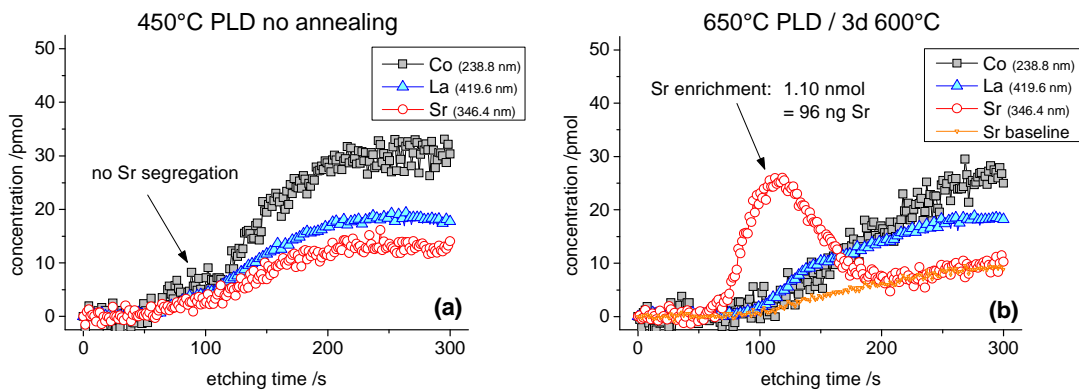 450°C PLD no annealing
50
40
30
20
10
0
concentration /pmol
Co (238.8 nm)
La (419.6 nm)
Sr (346.4 nm)
no Sr segregation
(a)
0 100 200 300
etching time /s
650°C PLD / 3d 600°C
50
40
30
20
10
0
concentration /pmol
Sr enrichment: 1.10 nmol
= 96 ng Sr
Co (238.8 nm)
La (419.6 nm)
Sr (346.4 nm)
Sr baseline
(b)
0 100 200 300
etching time /s